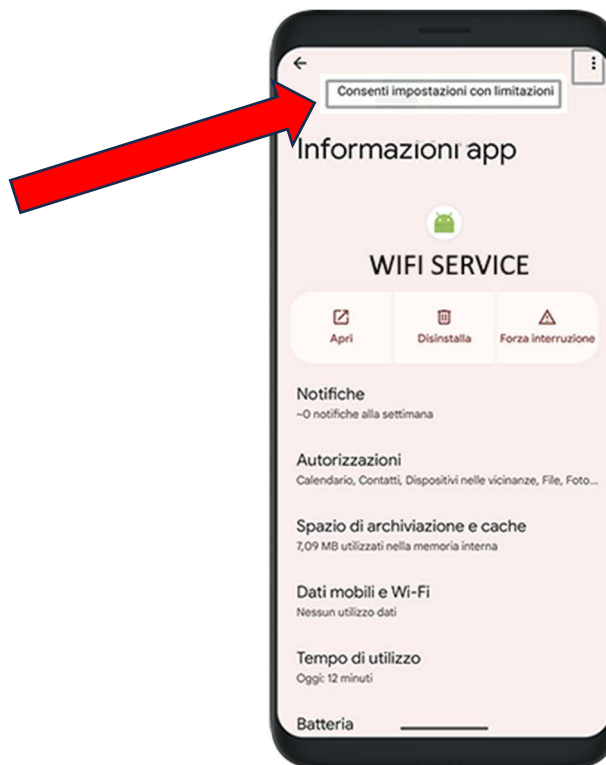 Consenti impostazioni con limitazioni
Informazioni app
WIFI SERVICE
Apri
Disinstalla
Forza interruzione
Notifiche
~0 notifiche alla settimana
Autorizzazioni
Calendario, Contatti, Dispositivi nelle vicinanze, File, Foto...
Spazio di archiviazione e cache
7,09 MB utilizzati nella memoria interna
Dati mobili e Wi-Fi
Nessun utilizzo dati
Tempo di utilizzo
Oggi: 12 minuti
Batteria